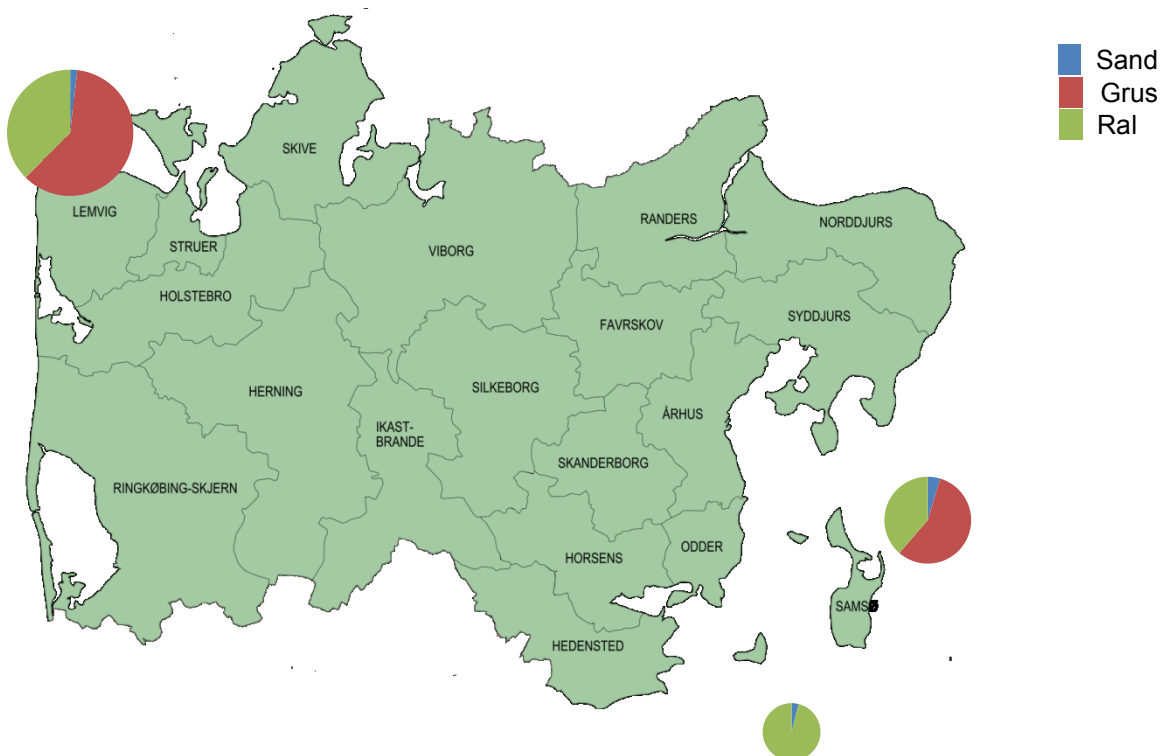 Sand
Grus
Ral
SKIVE
LEMVIG
RANDERS
NORDDJURS
STRUER
VIBORG
HOLSTEBRO
SYDDJURS
FAVRSKOV
HERNING
SILKEBORG
IKAST-
BRANDE
ÅRHUS
SKANDERBORG
RINGKØBING-SKJERN
HORSENS
ODDER
SAMSØ
HEDENSTED